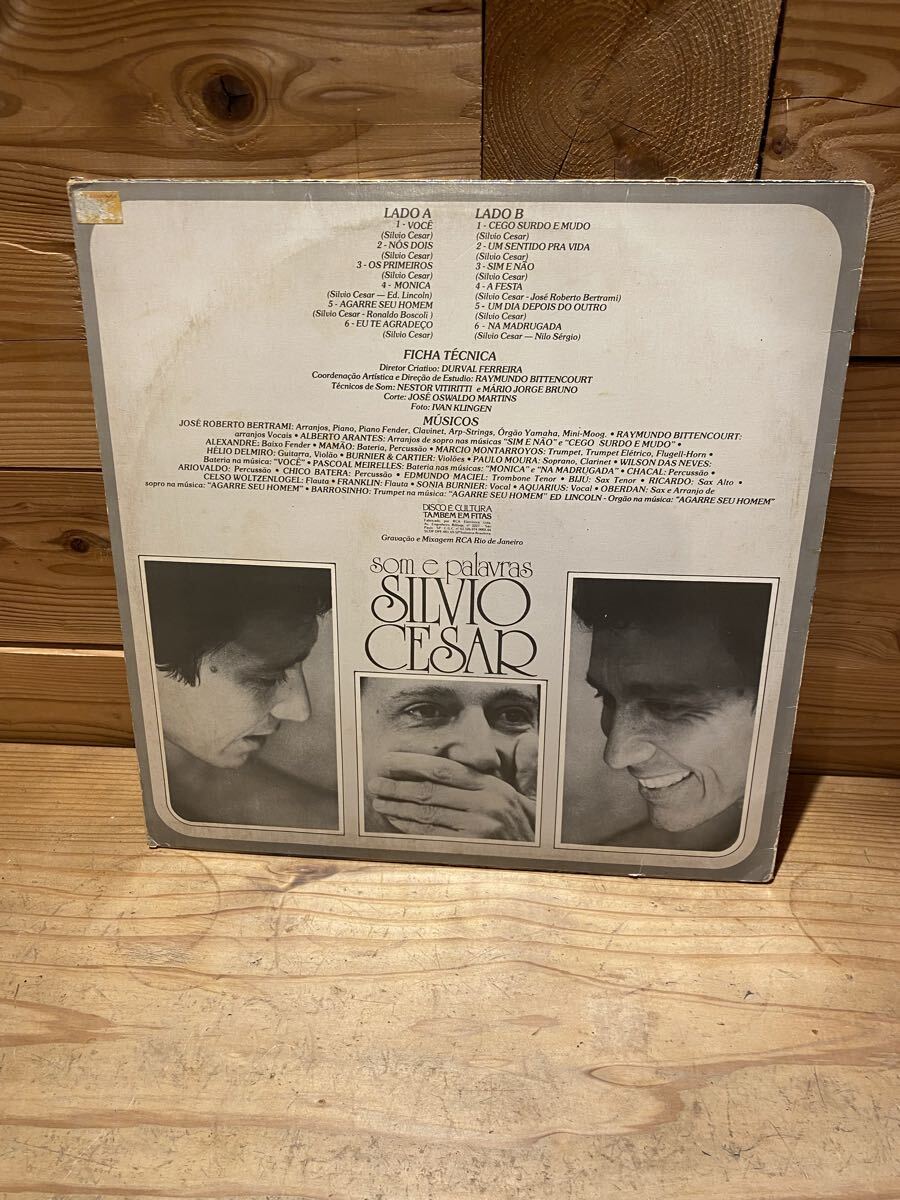 LADO A
1 - VOCÊ
(Silvio Cesar)
2 - NÓS DOIS
(Silvio Cesar)
3 - OS PRIMEIROS
(Silvio Cesar)
4 - MONICA
(Silvio Cesar — Ed. Lincoln)
5 - AGARRE SEU HOMEM
(Silvio Cesar - Ronaldo Boscoli )
6 - EU TE AGRADEÇO
(Silvio Cesar)
LADO B
1 - CEGO SURDO E MUDO
(Silvio Cesar)
2 - UM SENTIDO PRA VIDA
(Silvio Cesar)
3 - SIM E NÃO
(Silvio Cesar)
4 - A FESTA
(Silvio Cesar - José Roberto Bertrami)
5 - UM DIA DEPOIS DO OUTRO
(Silvio Cesar)
6 - NA MADRUGADA
(Silvio Cesar — Nilo Sérgio)
FICHA TÉCNICA
Diretor Criativo: DURVAL FERREIRA
Coordenação Artística e Direção de Estudio: RAYMUNDO BITTENCOURT
Técnicos de Som: NESTOR VITIRITTI e MÁRIO JORGE BRUNO
Corte: JOSÉ OSWALDO MARTINS
Foto: IVAN KLINGEN
MÚSICOS
JOSÉ ROBERTO BERTRAMI: Arranjos, Piano, Piano Fender, Clavinet, Arp-Strings, Órgão Yamaha, Mini-Moog. • RAYMUNDO BITTENCOURT:
arranjos Vocais • ALBERTO ARANTES: Arranjos de sopro nas músicas "SIM E NÃO" e "CEGO SURDO E MUDO" •
ALEXANDRE: Baixo Fender • MAMÃO: Bateria, Percussão • MARCIO MONTARROYOS: Trumpet, Trumpet Elétrico, Flugell-Horn •
HÉLIO DELMIRO: Guitarra, Violão • BURNIER & CARTIER: Violões • PAULO MOURA: Soprano, Clarinet • WILSON DAS NEVES:
Bateria na música: "VOCÊ" • PASCOAL MEIRELLES: Bateria nas músicas: "MONICA" e "NA MADRUGADA" • CHACAL: Percussão •
ARIOVALDO: Percussão • CHICO BATERA: Percussão • EDMUNDO MACIEL: Trombone Tenor • BIJU: Sax Tenor • RICARDO: Sax Alto •
CELSO WOLTZENLOGEL: Flauta • FRANKLIN: Flauta • SONIA BURNIER: Vocal • AQUARIUS: Vocal • OBERDAN: Sax e Arranjo de
sopro na música: "AGARRE SEU HOMEM" • BARROSINHO: Trumpet na música: "AGARRE SEU HOMEM" ED LINCOLN - Orgão na música: "AGARRE SEU HOMEM"
DISCO É CULTURA
TAMBÉM EM FITAS
Gravação e Mixagem RCA Rio de Janeiro
som e palavras
SILVIO
CESAR